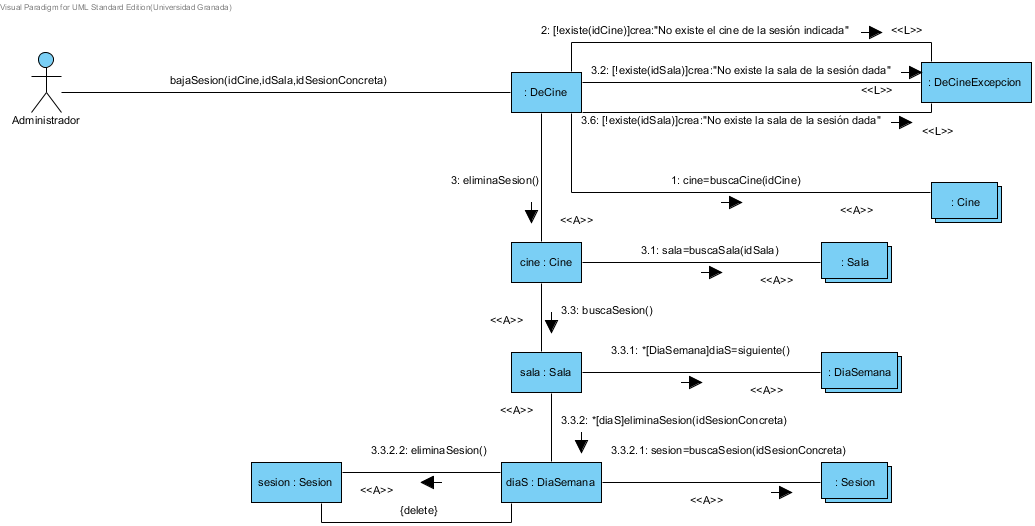 Visual Paradigm for UML Standard Edition(Universidad Granada)
2: [!existe(idCine)]crea:"No existe el cine de la sesión indicada"
<<L>>
bajaSesion(idCine,idSala,idSesionConcreta)
3.2: [!existe(idSala)]crea:"No existe la sala de la sesión dada"
<<L>>
: DeCine
: DeCineExcepcion
Administrador
3.6: [!existe(idSala)]crea:"No existe la sala de la sesión dada"
<<L>>
3: eliminaSesion()
1: cine=buscaCine(idCine)
<<A>>
<<A>>
: Cine
3.1: sala=buscaSala(idSala)
cine : Cine
: Sala
<<A>>
3.3: buscaSesion()
<<A>>
3.3.1: *[DiaSemana]diaS=siguiente()
sala : Sala
: DiaSemana
<<A>>
<<A>>
3.3.2: *[diaS]eliminaSesion(idSesionConcreta)
3.3.2.2: eliminaSesion()
3.3.2.1: sesion=buscaSesion(idSesionConcreta)
sesion : Sesion
diaS : DiaSemana
: Sesion
<<A>>
<<A>>
{delete}